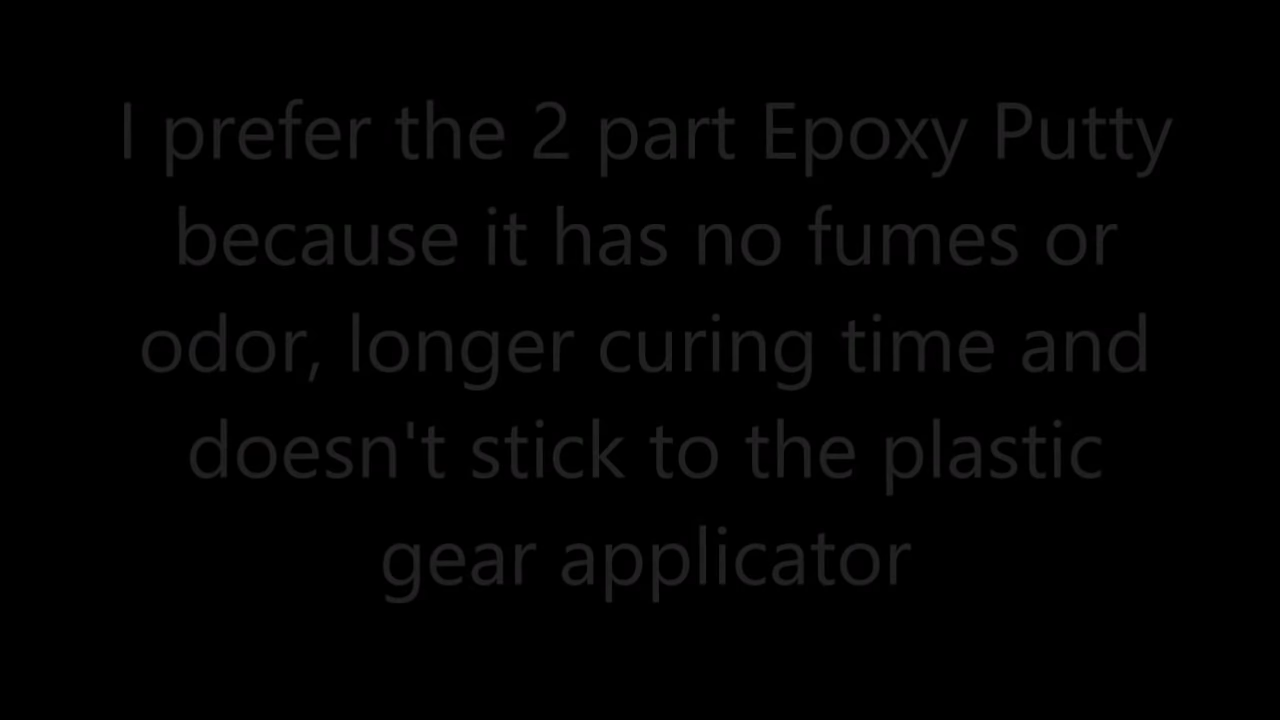 I prefer the 2 part Epoxy Putty
because it has no fumes or
odor, longer curing time and
doesn't stick to the plastic
gear applicator